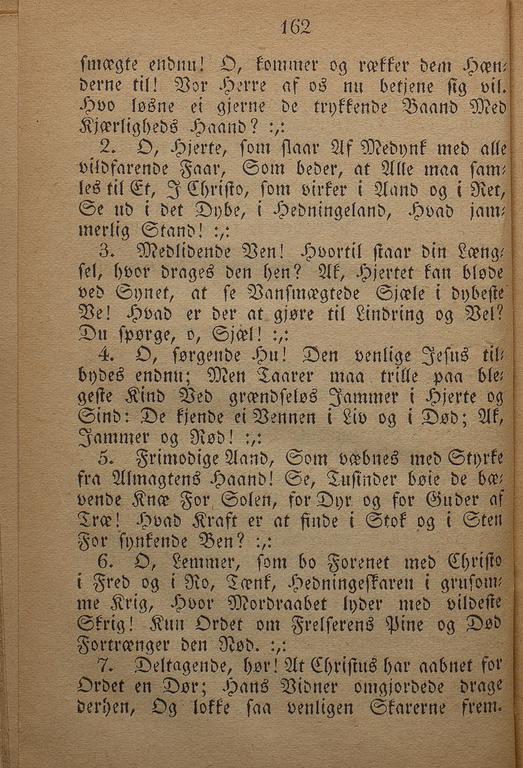 162
smægte endnu! O, kommer og rækker dem Hæn-
derne til! Vor Herre af os nu betjene sig vil.
Hvo løsne ei gjerne de trykkende Baand Med
Kjærligheds Haand? :,:
2. O, Hjerte, som slaar Af Medynk med alle
vildfarende Faar, Som beder, at Alle maa sam-
les til Et, I Christo, som virker i Aand og i Ret,
Se ud i det Dybe, i Hedningeland, Hvad jam-
merlig Stand! :,:
3. Medlidende Ven! Hvortil staar din Læng-
sel, hvor drages den hen? Ak, Hjertet kan bløde
ved Synet, at se Vansmægtede Sjæle i dybeste
Ve! Hvad er der at gjøre til Lindring og Vel?
Du spørge, o, Sjæl! :,:
4. O, sørgende Hu! Den venlige Jesus til-
bydes endnu; Men Taarer maa trille paa ble-
geste Kind Ved grændseløs Jammer i Hjerte og
Sind: De kjende ei Vennen i Liv og i Død; Ak,
Jammer og Nød! :,:
5. Frimodige Aand, Som væbnes med Styrke
fra Almagtens Haand! Se, Tusinder bøie de bæ-
vende Knæ For Solen, for Dyr og for Guder af
Træ! Hvad Kraft er at finde i Stok og i Sten
For synkende Ben? :,:
6. O, Lemmer, som bo Forenet med Christo
i Fred og i Ro, Tænk, Hedningeskaren i grusom-
me Krig, Hvor Mordraabet lyder med vildeste
Skrig! Kun Ordet om Frelserens Pine og Død
Fortrænger den Nød. :,:
7. Deltagende, hør! At Christus har aabnet for
Ordet en Dør; Hans Vidner omgjordede drage
derhen, Og lokke saa venligen Skarerne frem.